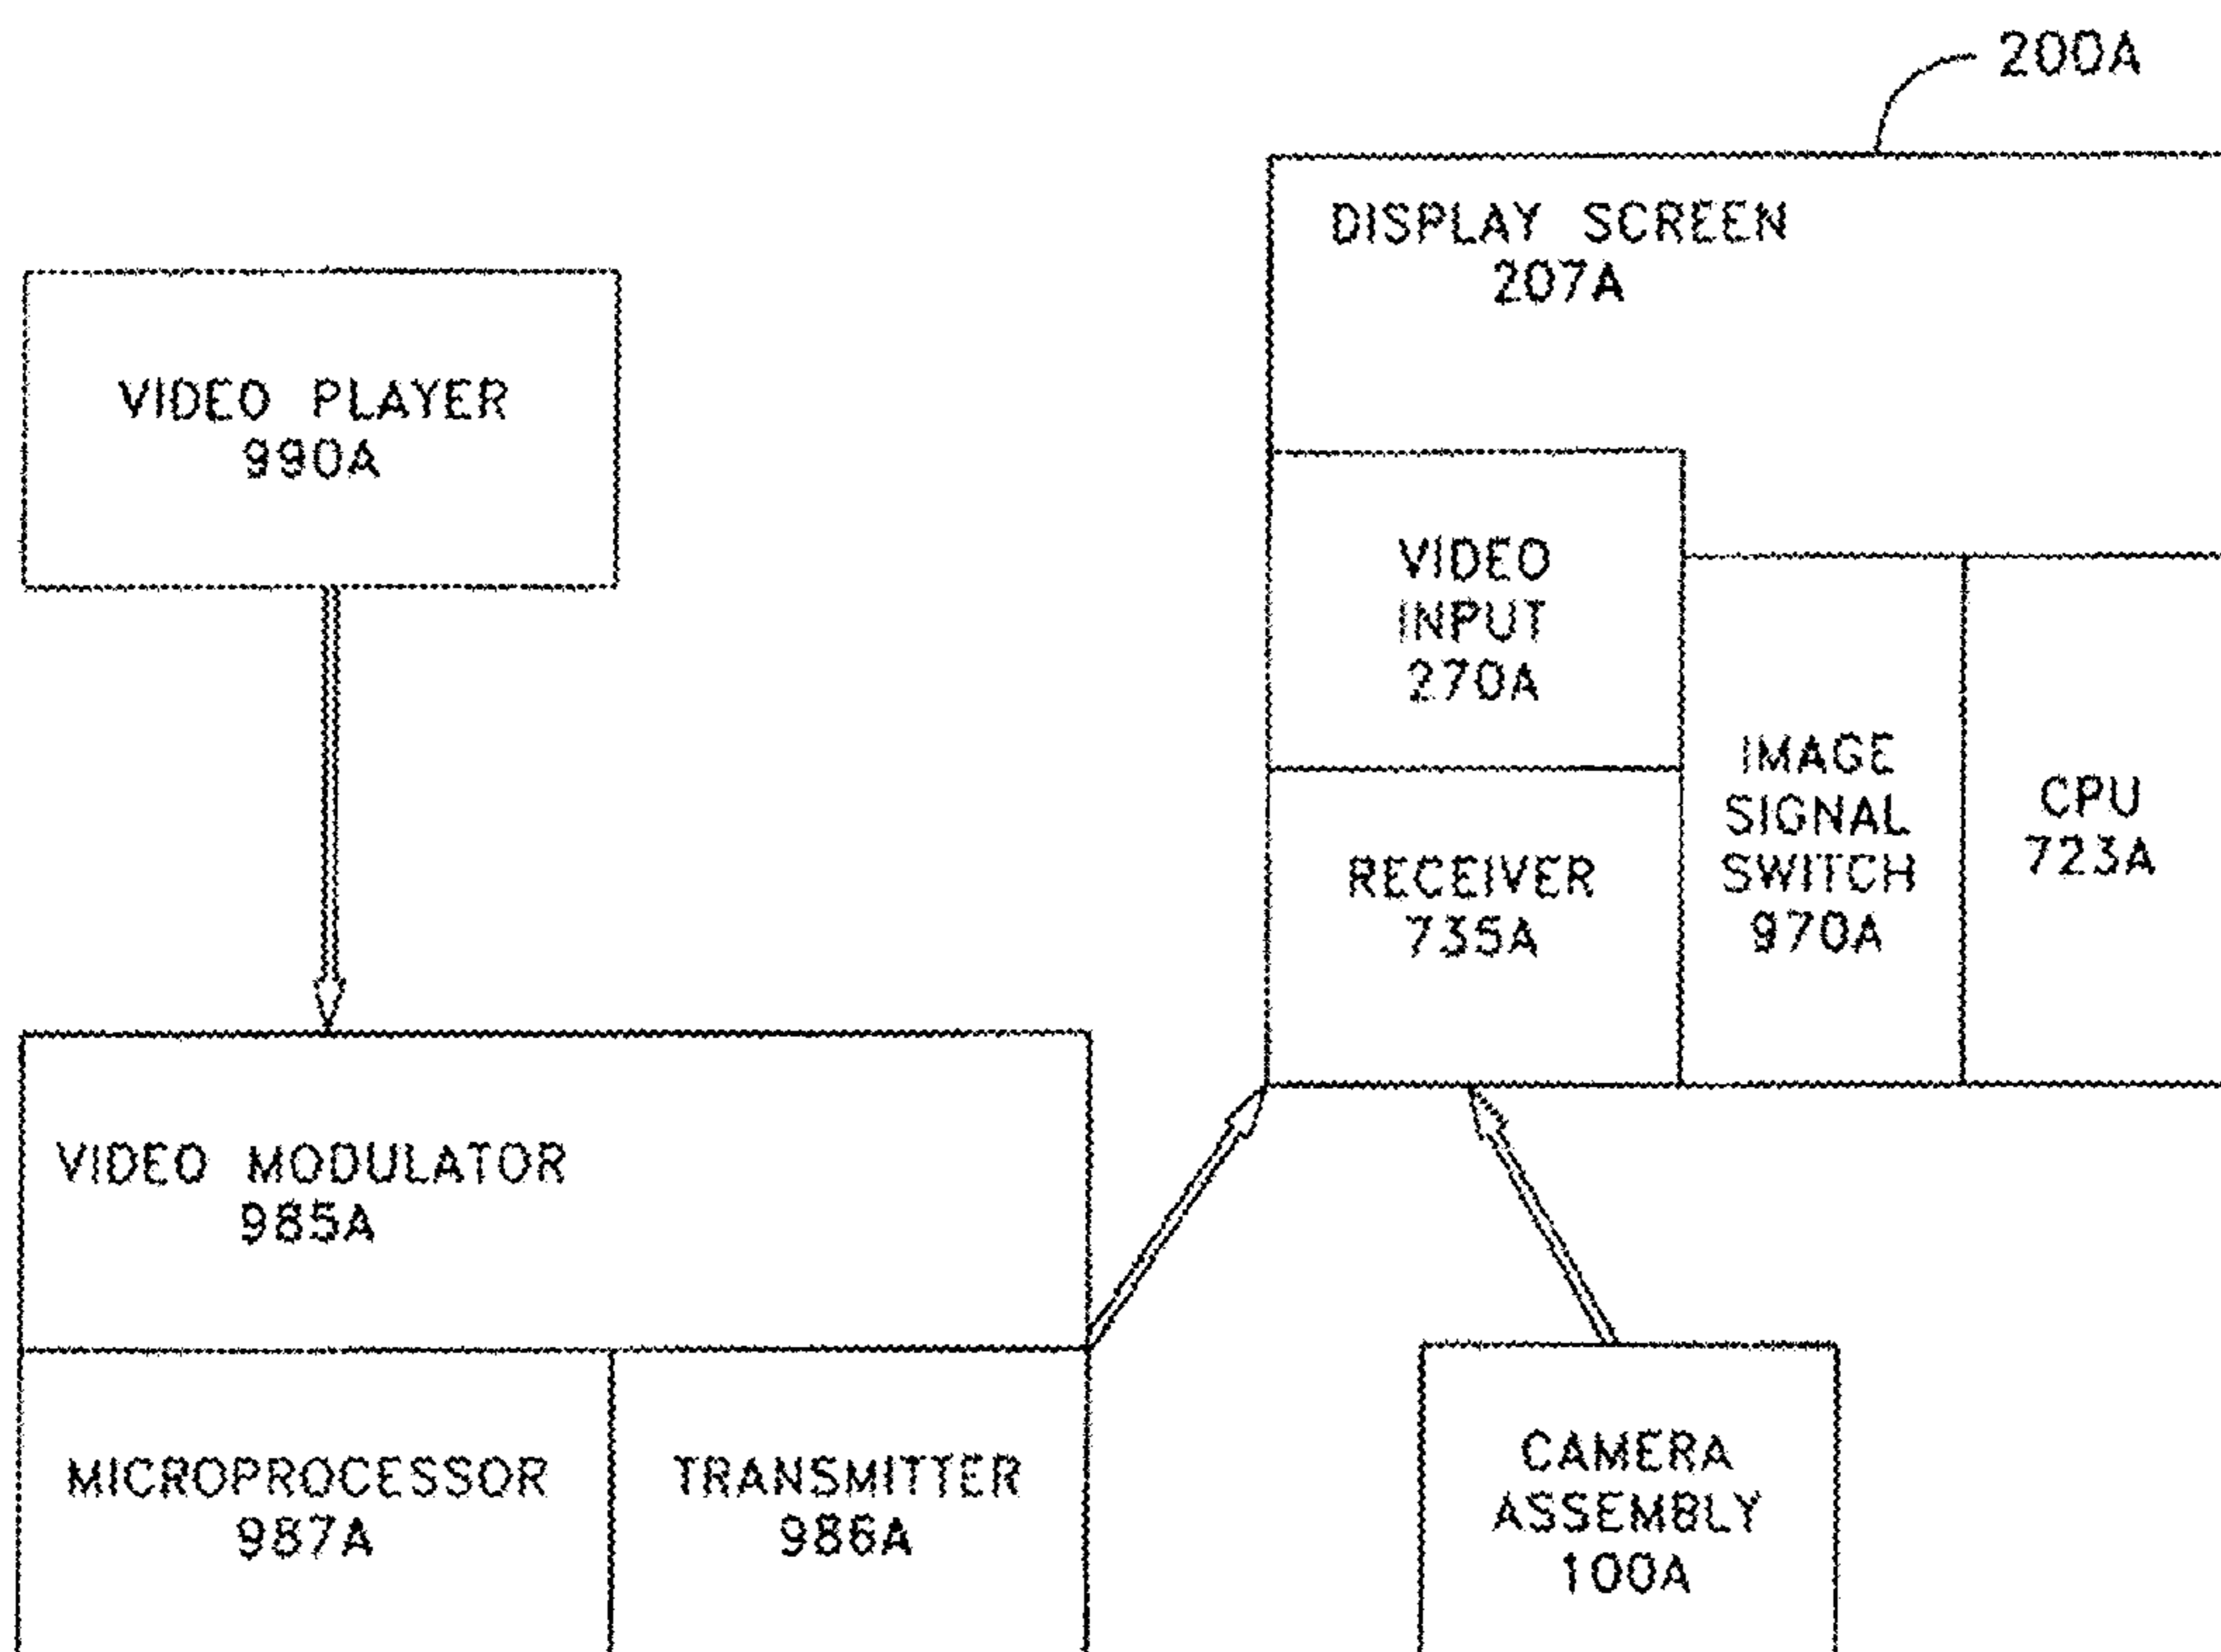 200A
DISPLAY SCREEN
207A
VIDEO PLAYER
990A
VIDEO
INPUT
270A
IMAGE
SIGNAL
SWITCH
970A
CPU
723A
RECEIVER
735A
VIDEO MODULATOR
985A
MICROPROCESSOR
987A
TRANSMITTER
986A
CAMERA
ASSEMBLY
100A